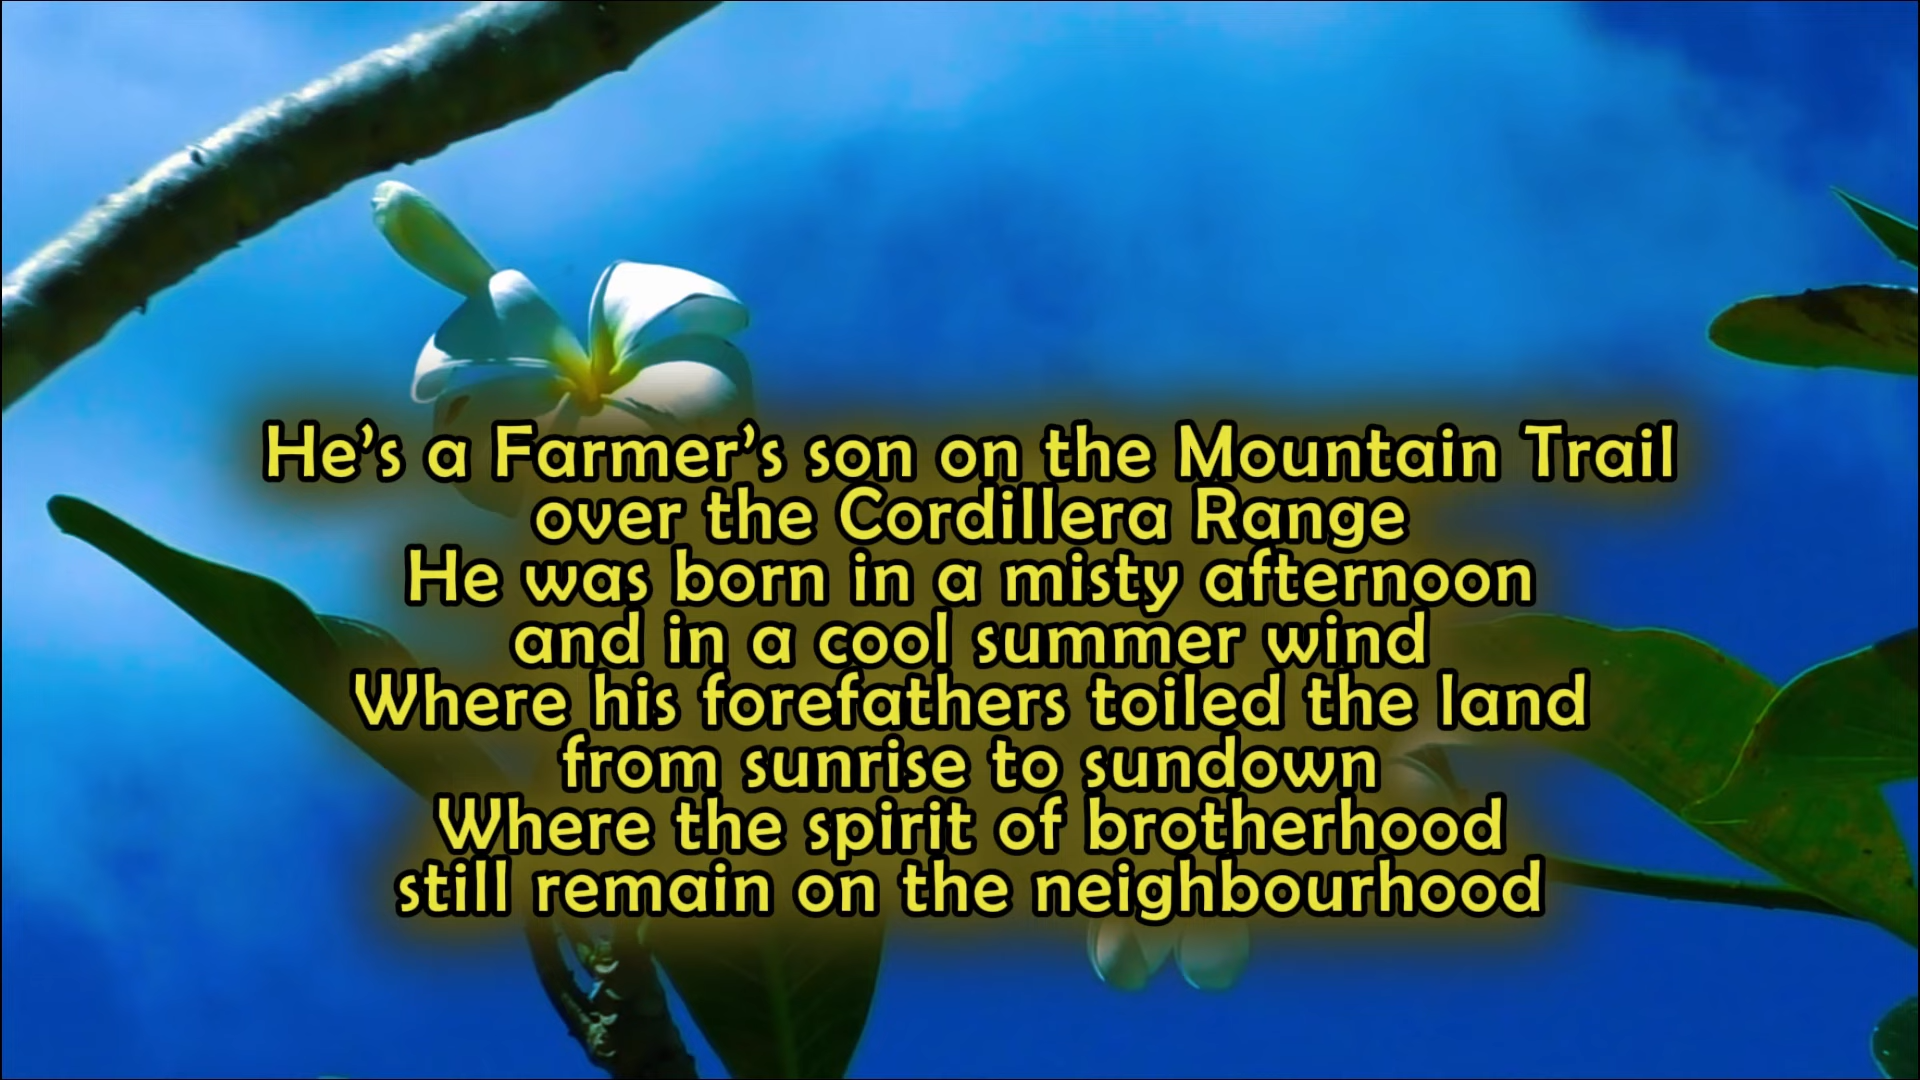 He’s a Farmer’s son on the Mountain Trail
over the Cordillera Range
He was born in a misty afternoon
and in a cool summer wind
Where his forefathers toiled the land
from sunrise to sundown
Where the spirit of brotherhood
still remain on the neighbourhood